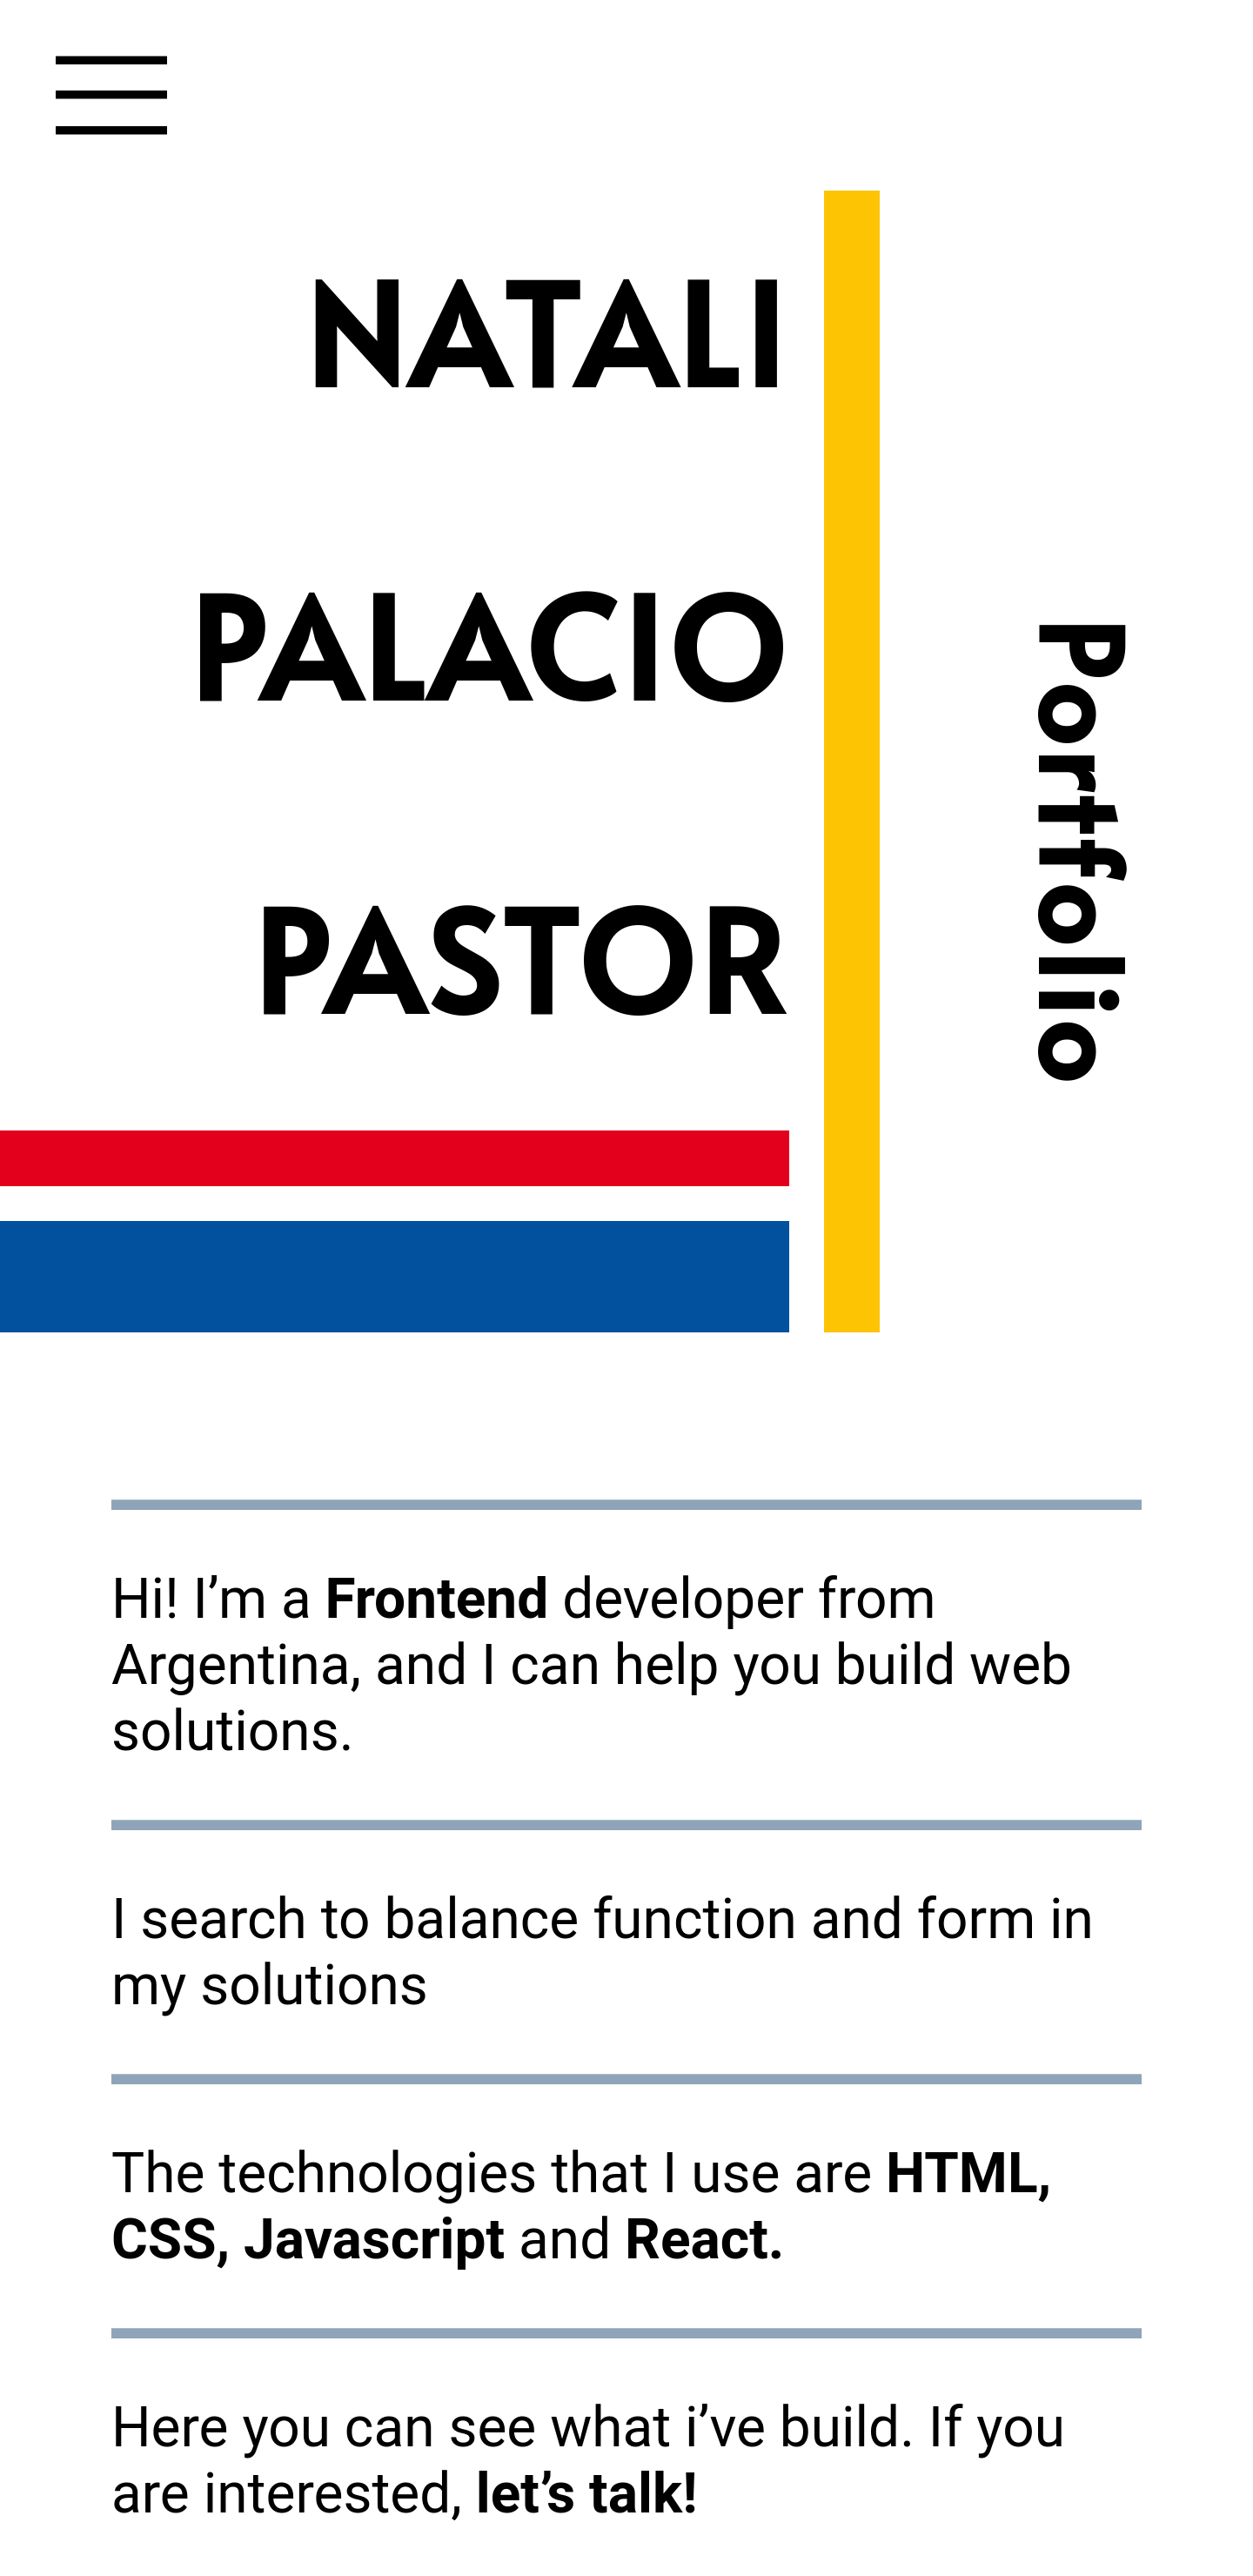 NATALI
PALACIO
PASTOR
Portfolio
Hi! I’m a Frontend developer from
Argentina, and I can help you build web
solutions.
I search to balance function and form in
my solutions
The technologies that I use are HTML,
CSS, Javascript and React.
Here you can see what i’ve build. If you
are interested, let’s talk!